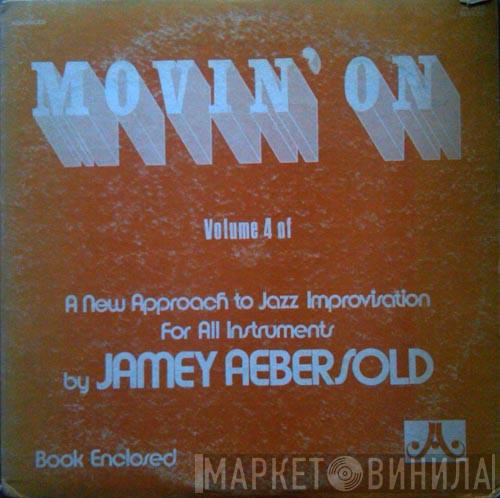 MOVIN' ON
Volume 4 of
A New Approach to Jazz Improvisation
For All Instruments
by JAMEY AEBERSOLD
Book Enclosed
МАРКЕТ ВИНИЛА